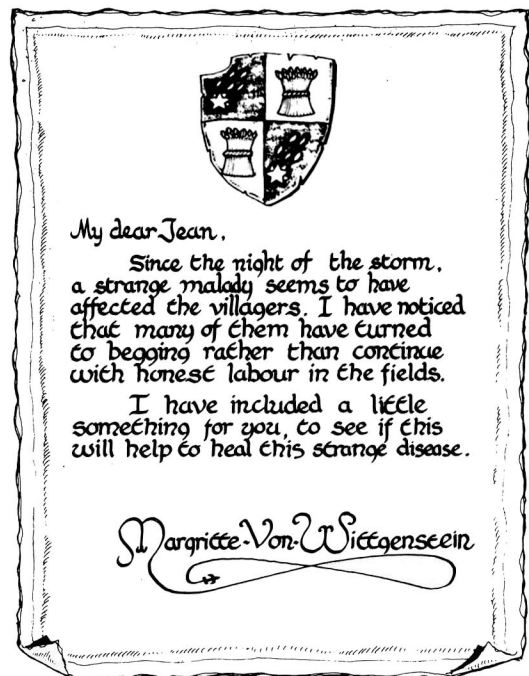 My dear Jean,
Since the night of the storm,
a strange malady seems to have
affected the villagers. I have noticed
that many of them have turned
to begging rather than continue
with honest labour in the fields.
I have included a little
something for you, to see if this
will help to heal this strange disease.
Margritte-Von-Wittgenstein